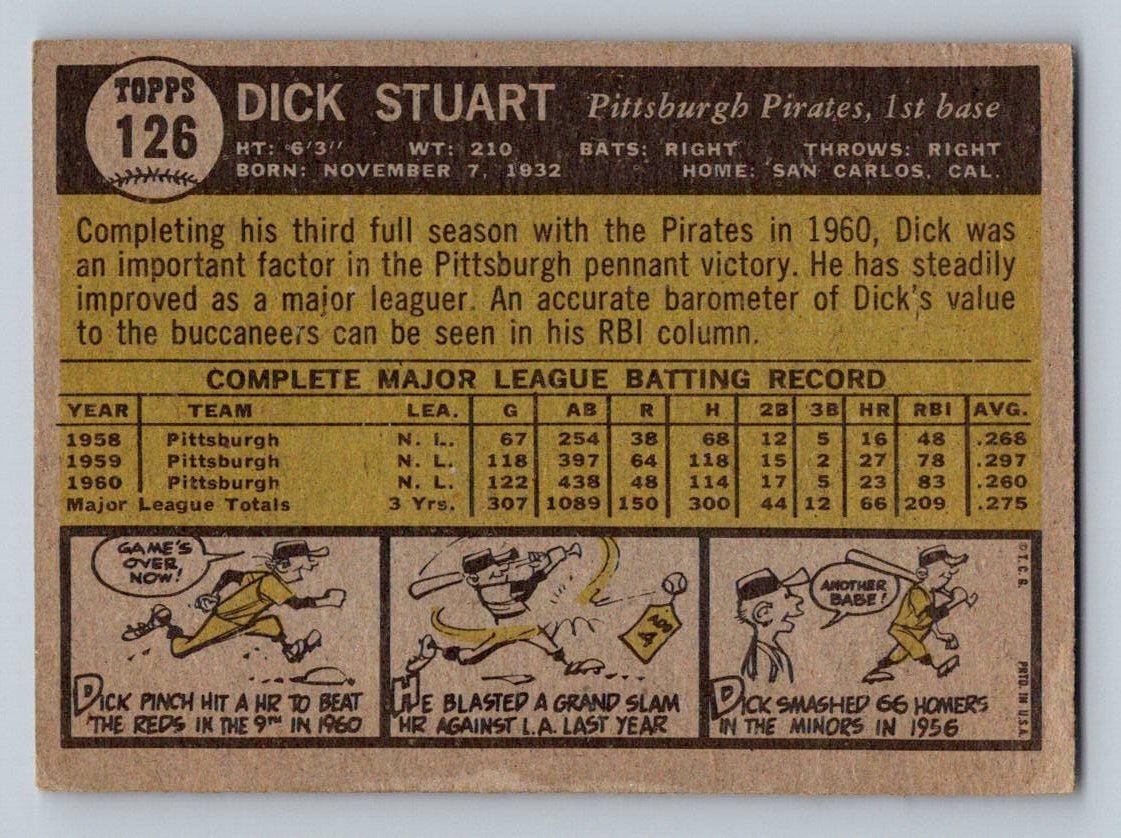 TOPPS
126
DICK STUART Pittsburgh Pirates, 1st base
HT: 6'3" WT: 210 BATS: RIGHT THROWS: RIGHT
BORN: NOVEMBER 7, 1932 HOME: SAN CARLOS, CAL.
Completing his third full season with the Pirates in 1960, Dick was
an important factor in the Pittsburgh pennant victory. He has steadily
improved as a major leaguer. An accurate barometer of Dick's value
to the buccaneers can be seen in his RBI column.
COMPLETE MAJOR LEAGUE BATTING RECORD
YEAR TEAM LEA. G AB R H 2B 3B HR RBI AVG.
1958 Pittsburgh N. L. 67 254 38 68 12 5 16 48 .268
1959 Pittsburgh N. L. 118 397 64 118 15 2 27 78 .297
1960 Pittsburgh N. L. 122 438 48 114 17 5 23 83 .260
Major League Totals 3 Yrs. 307 1089 150 300 44 12 66 209 .275
GAME'S
OVER,
NOW!
DICK PINCH HIT A HR TO BEAT
THE REDS IN THE 9TH IN 1960
4 RBI
HE BLASTED A GRAND SLAM
HR AGAINST L.A. LAST YEAR
ANOTHER
BABE!
DICK SMASHED 66 HOMERS
IN THE MINORS IN 1956
© T. C. G. PRTD. IN U.S.A.